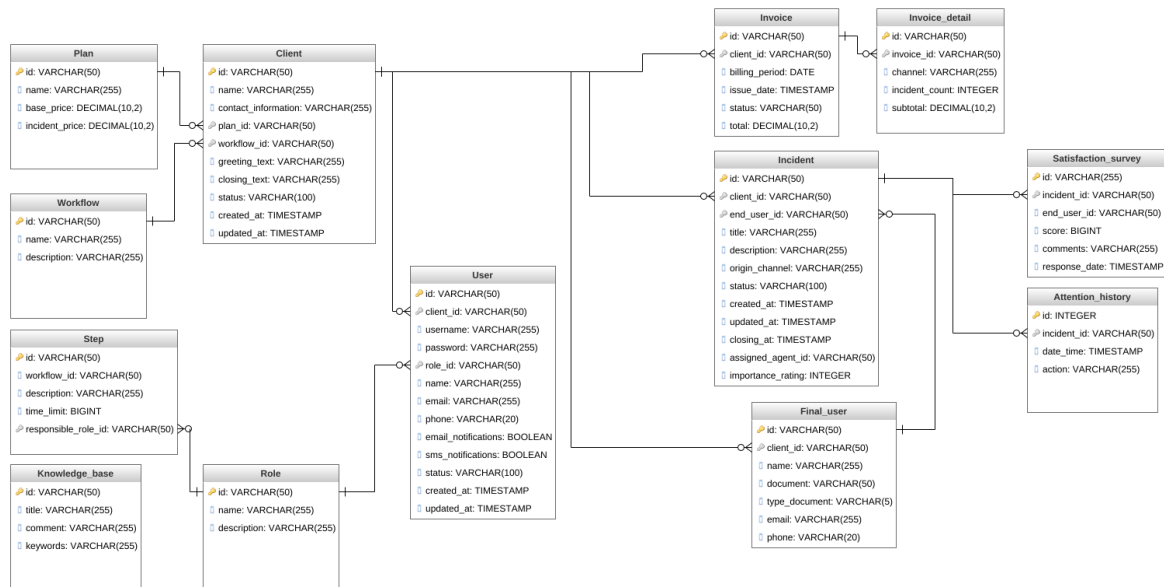 Plan
id: VARCHAR(50)
name: VARCHAR(255)
base_price: DECIMAL(10,2)
incident_price: DECIMAL(10,2)
Workflow
id: VARCHAR(50)
name: VARCHAR(255)
description: VARCHAR(255)
Step
id: VARCHAR(50)
workflow_id: VARCHAR(50)
description: VARCHAR(255)
time_limit: BIGINT
responsible_role_id: VARCHAR(50)
Knowledge_base
id: VARCHAR(50)
title: VARCHAR(255)
comment: VARCHAR(255)
keywords: VARCHAR(255)
Client
id: VARCHAR(50)
name: VARCHAR(255)
contact_information: VARCHAR(255)
plan_id: VARCHAR(50)
workflow_id: VARCHAR(50)
greeting_text: VARCHAR(255)
closing_text: VARCHAR(255)
status: VARCHAR(100)
created_at: TIMESTAMP
updated_at: TIMESTAMP
Role
id: VARCHAR(50)
name: VARCHAR(255)
description: VARCHAR(255)
User
id: VARCHAR(50)
client_id: VARCHAR(50)
username: VARCHAR(255)
password: VARCHAR(255)
role_id: VARCHAR(50)
name: VARCHAR(255)
email: VARCHAR(255)
phone: VARCHAR(20)
email_notifications: BOOLEAN
sms_notifications: BOOLEAN
status: VARCHAR(100)
created_at: TIMESTAMP
updated_at: TIMESTAMP
Invoice
id: VARCHAR(50)
client_id: VARCHAR(50)
billing_period: DATE
issue_date: TIMESTAMP
status: VARCHAR(50)
total: DECIMAL(10,2)
Invoice_detail
id: VARCHAR(50)
invoice_id: VARCHAR(50)
channel: VARCHAR(255)
incident_count: INTEGER
subtotal: DECIMAL(10,2)
Incident
id: VARCHAR(50)
client_id: VARCHAR(50)
end_user_id: VARCHAR(50)
title: VARCHAR(255)
description: VARCHAR(255)
origin_channel: VARCHAR(255)
status: VARCHAR(100)
created_at: TIMESTAMP
updated_at: TIMESTAMP
closing_at: TIMESTAMP
assigned_agent_id: VARCHAR(50)
importance_rating: INTEGER
Final_user
id: VARCHAR(50)
client_id: VARCHAR(50)
name: VARCHAR(255)
document: VARCHAR(50)
type_document: VARCHAR(5)
email: VARCHAR(255)
phone: VARCHAR(20)
Satisfaction_survey
id: VARCHAR(255)
incident_id: VARCHAR(50)
end_user_id: VARCHAR(50)
score: BIGINT
comments: VARCHAR(255)
response_date: TIMESTAMP
Attention_history
id: INTEGER
incident_id: VARCHAR(50)
date_time: TIMESTAMP
action: VARCHAR(255)